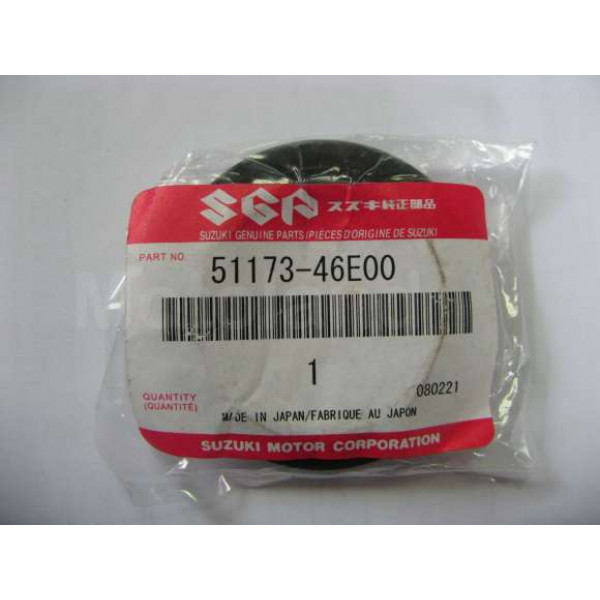 SGP スズキ純正部品
SUZUKI GENUINE PARTS/PIÈCES D'ORIGINE DE SUZUKI
PART NO.
51173-46E00
1
QUANTITY
(QUANTITÉ)
080221
MADE IN JAPAN/FABRIQUE AU JAPON
SUZUKI MOTOR CORPORATION